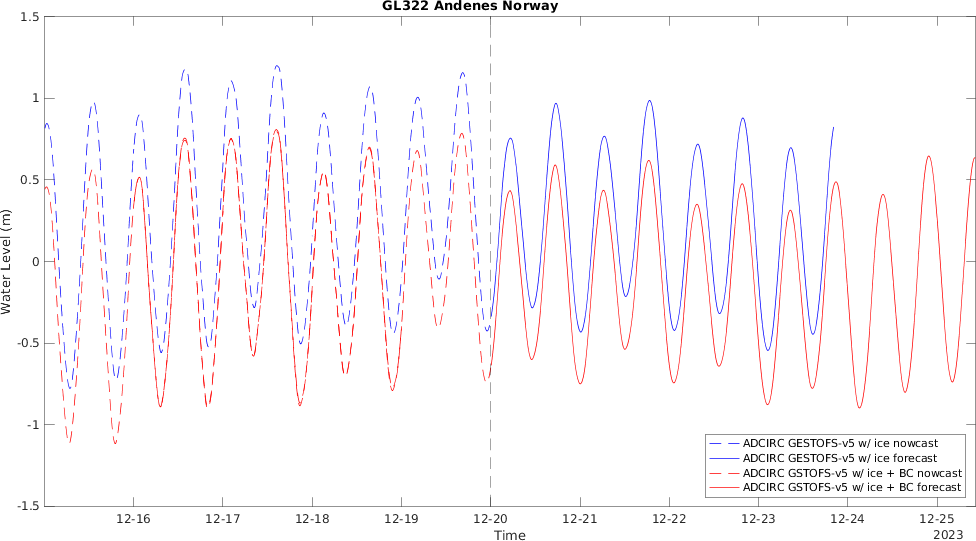 GL322 Andenes Norway
1.5
1
0.5
0
-0.5
-1
-1.5
Water Level (m)
12-16 12-17 12-18 12-19 12-20 12-21 12-22 12-23 12-24 12-25
Time
2023
ADCIRC GESTOFS-v5 w/ ice nowcast
ADCIRC GESTOFS-v5 w/ ice forecast
ADCIRC GSTOFS-v5 w/ ice + BC nowcast
ADCIRC GSTOFS-v5 w/ ice + BC forecast